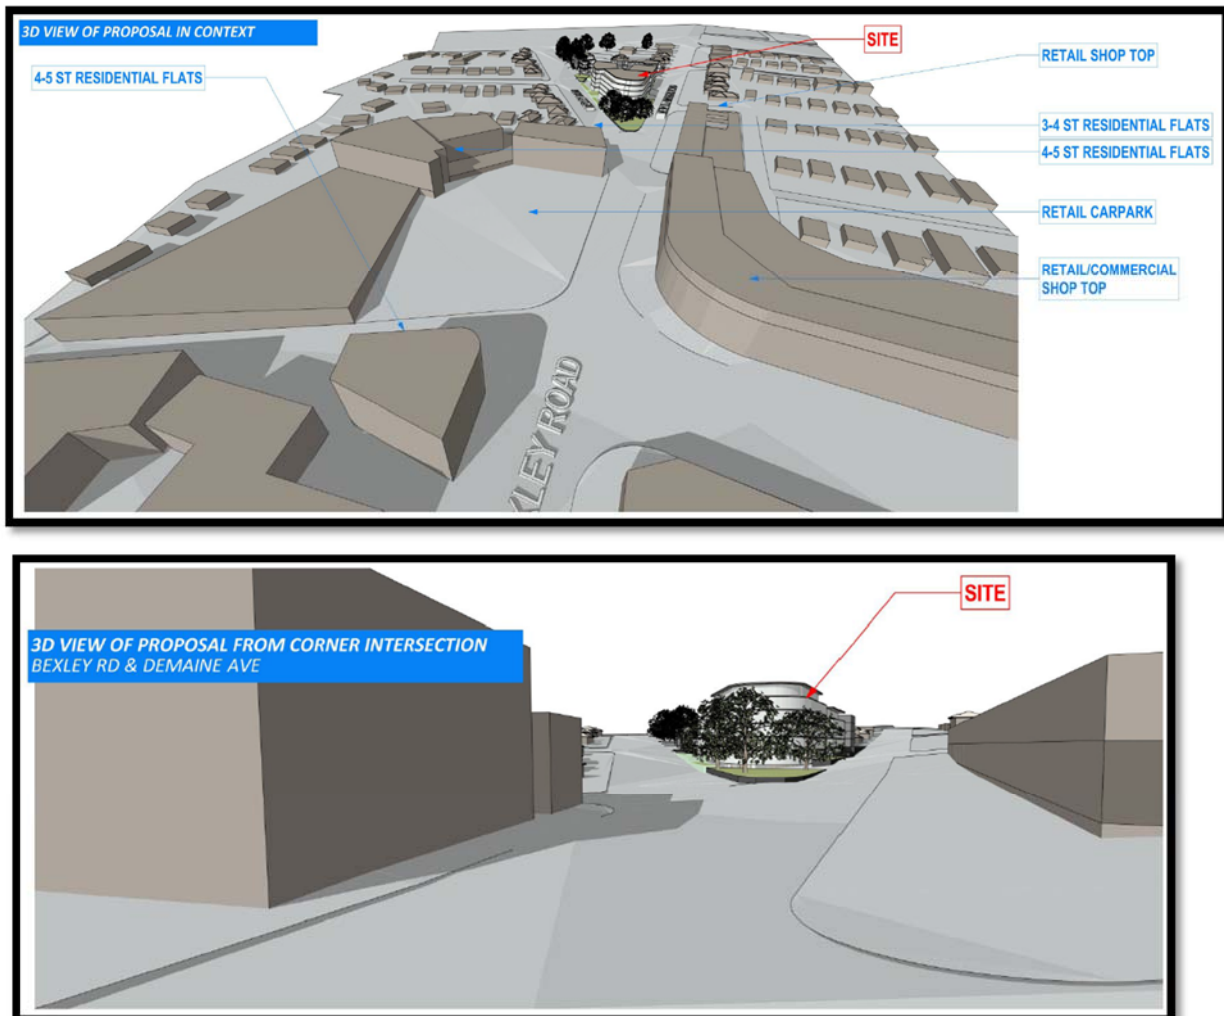 3D VIEW OF PROPOSAL IN CONTEXT
SITE
RETAIL SHOP TOP
4-5 ST RESIDENTIAL FLATS
3-4 ST RESIDENTIAL FLATS
4-5 ST RESIDENTIAL FLATS
RETAIL CARPARK
RETAIL/COMMERCIAL
SHOP TOP
XLEY ROAD
SITE
3D VIEW OF PROPOSAL FROM CORNER INTERSECTION
BEXLEY RD & DEMAINE AVE